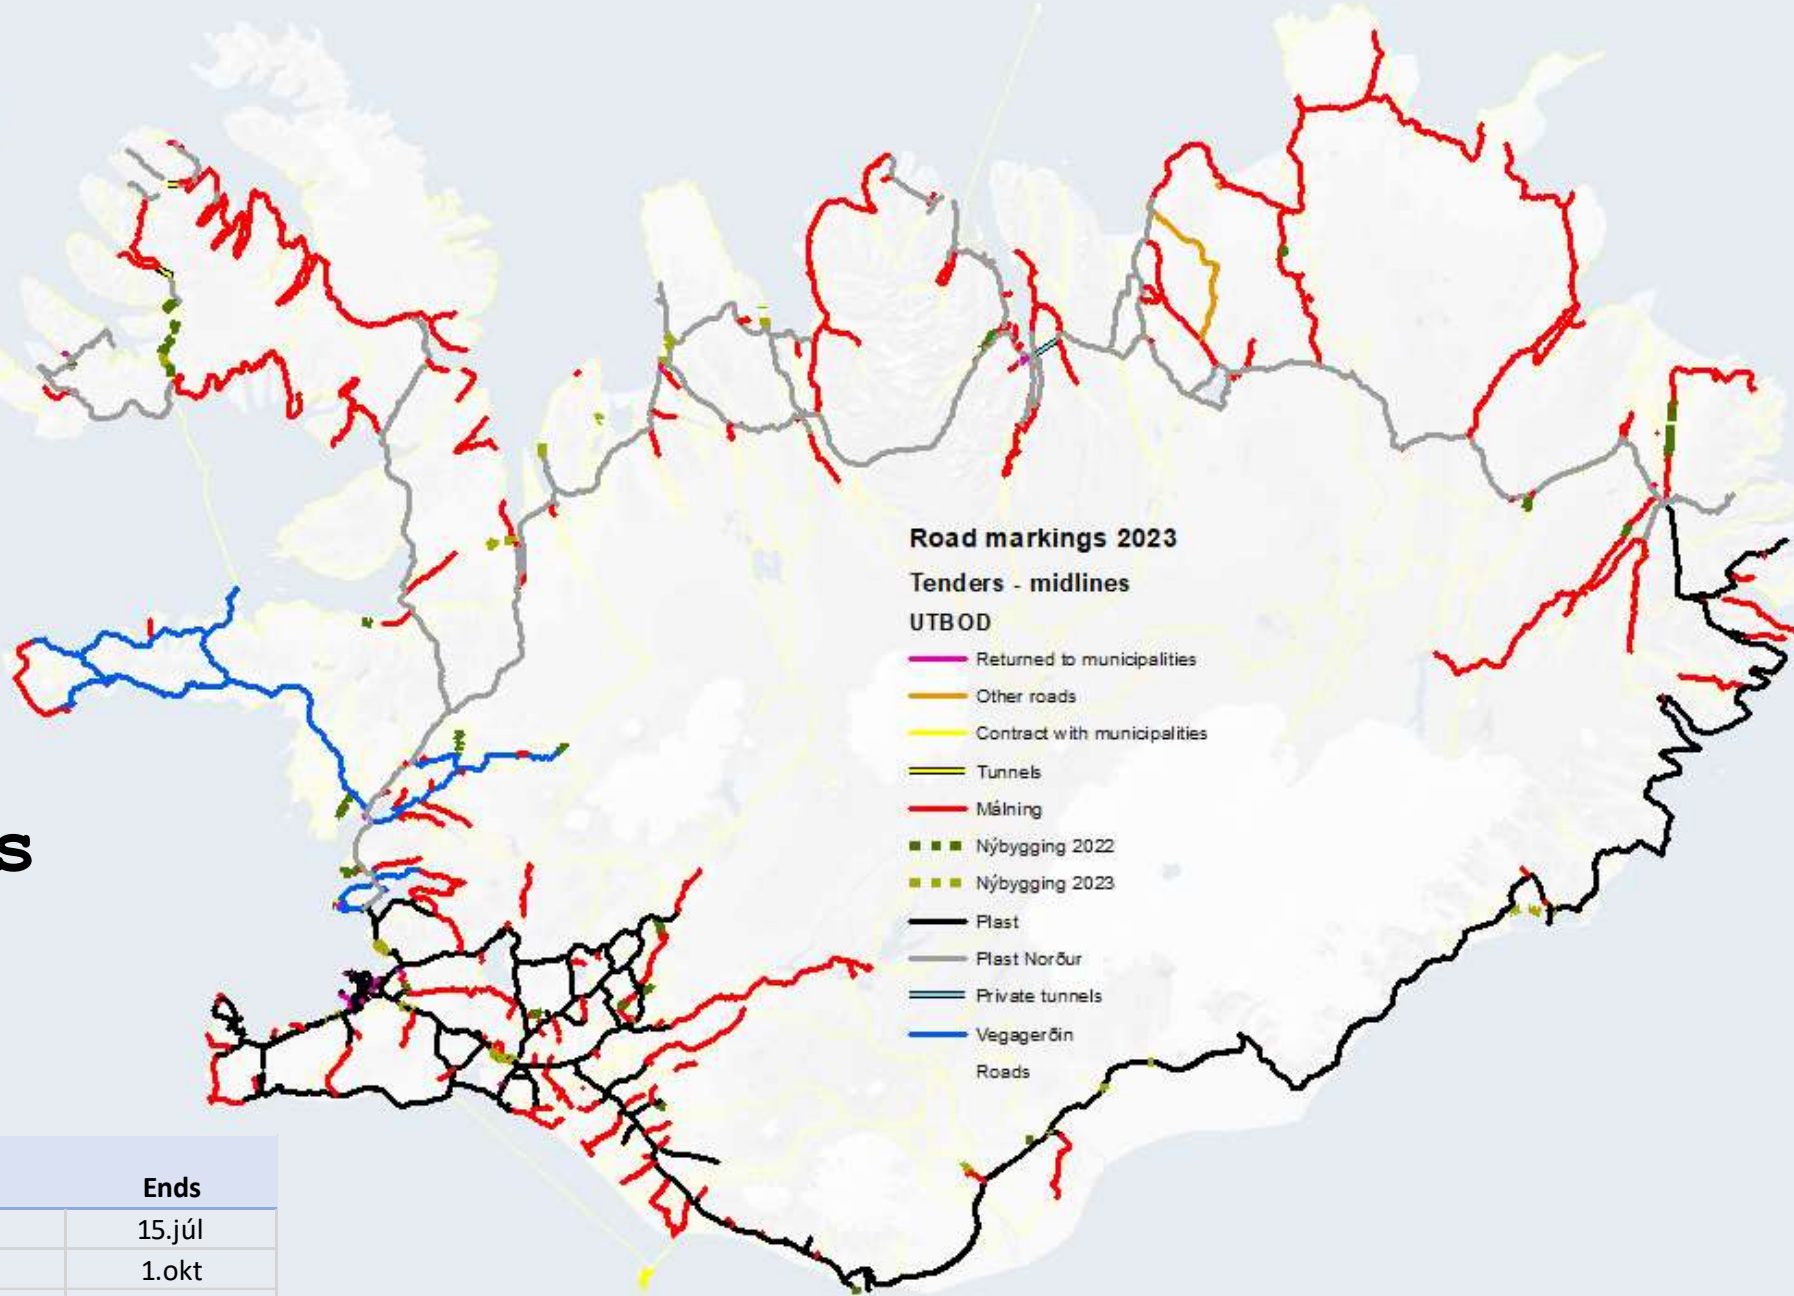 Road markings 2023
Tenders - midlines
UTBOD
Returned to municipalities
Other roads
Contract with municipalities
Tunnels
Málning
Nýbygging 2022
Nýbygging 2023
Plast
Plast Norður
Private tunnels
Vegagerðin
Roads
s
Ends
15.júl
1.okt